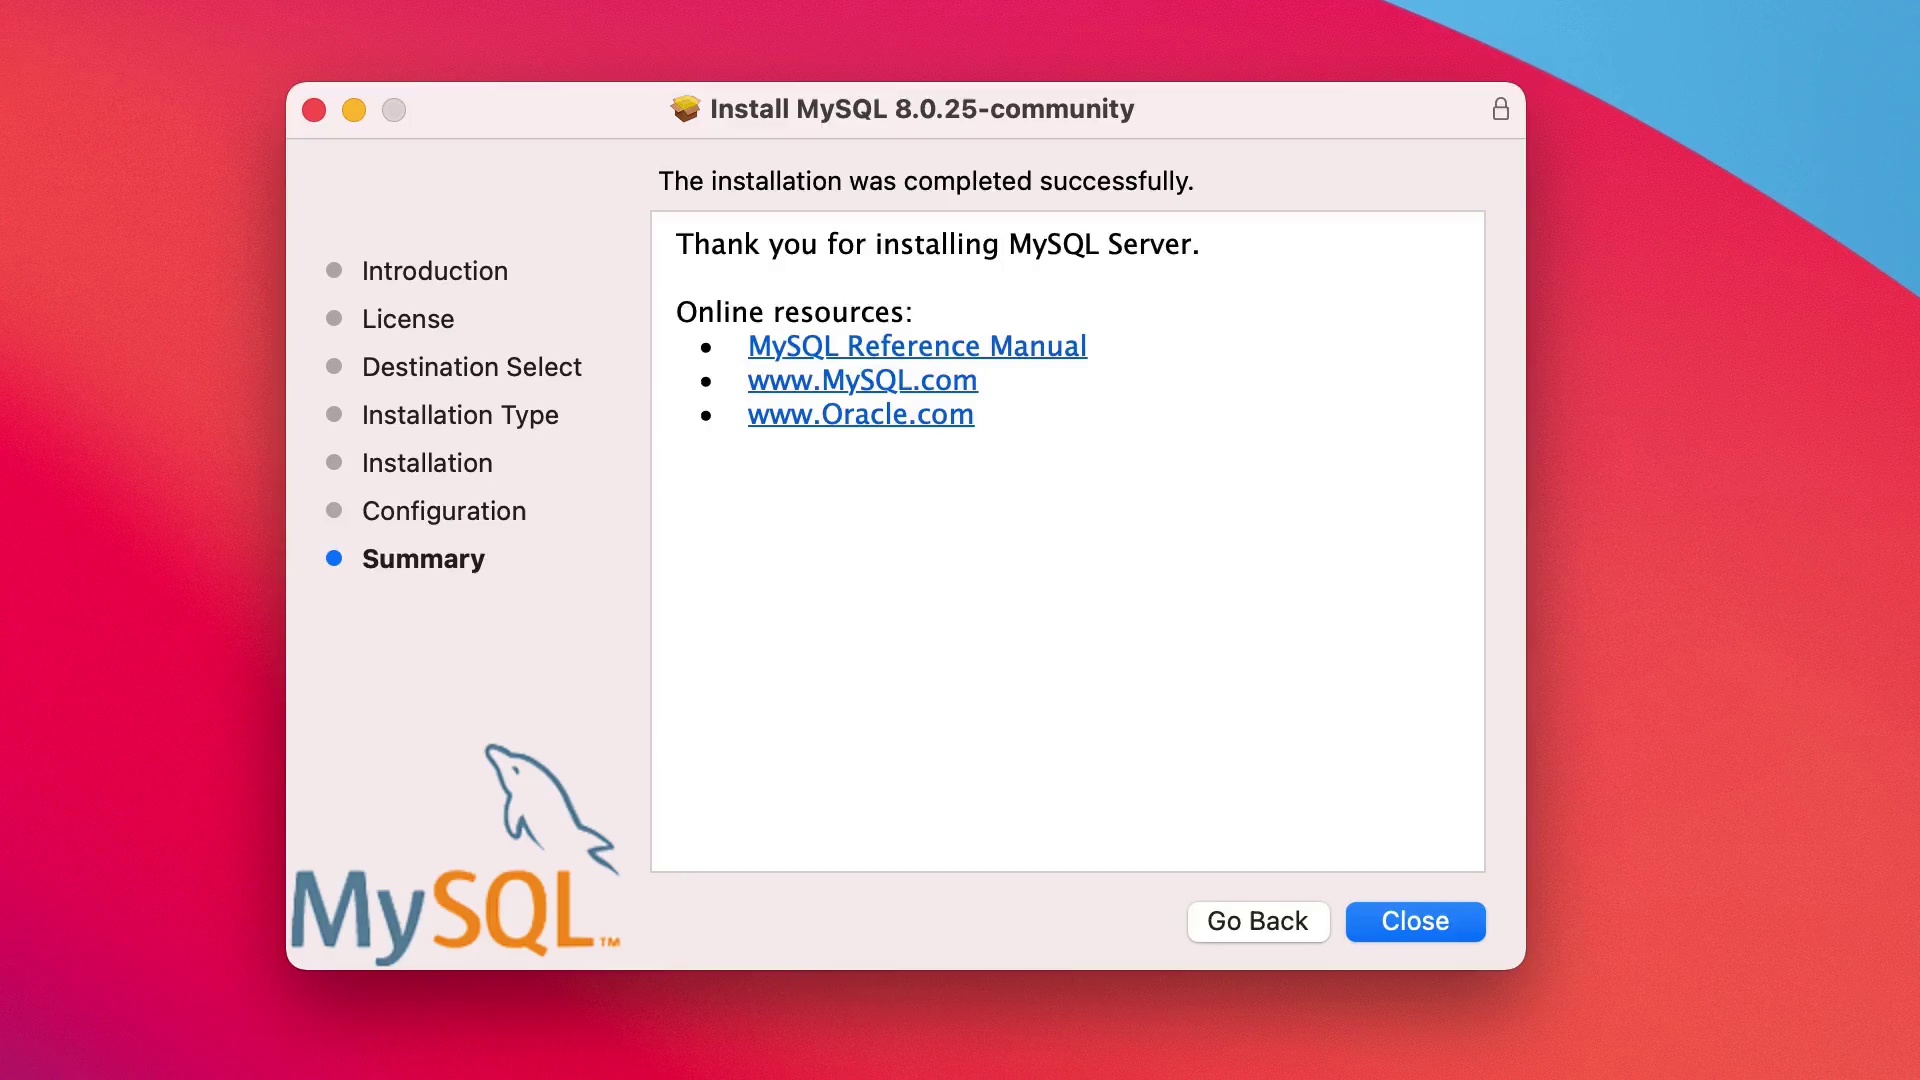 Install MySQL 8.0.25-community
The installation was completed successfully.
Introduction
License
Destination Select
Installation Type
Installation
Configuration
Summary
Thank you for installing MySQL Server.
Online resources:
• MySQL Reference Manual
• www.MySQL.com
• www.Oracle.com
MySQL™
Go Back
Close